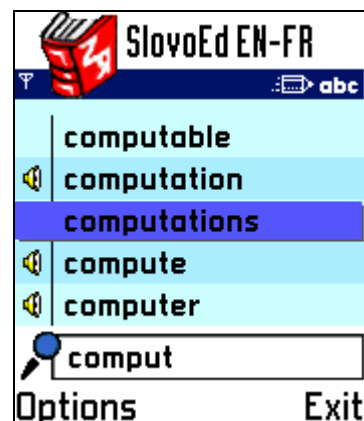 SlovoEd EN-FR
abc
computable
computation
computations
compute
computer
comput
Options Exit